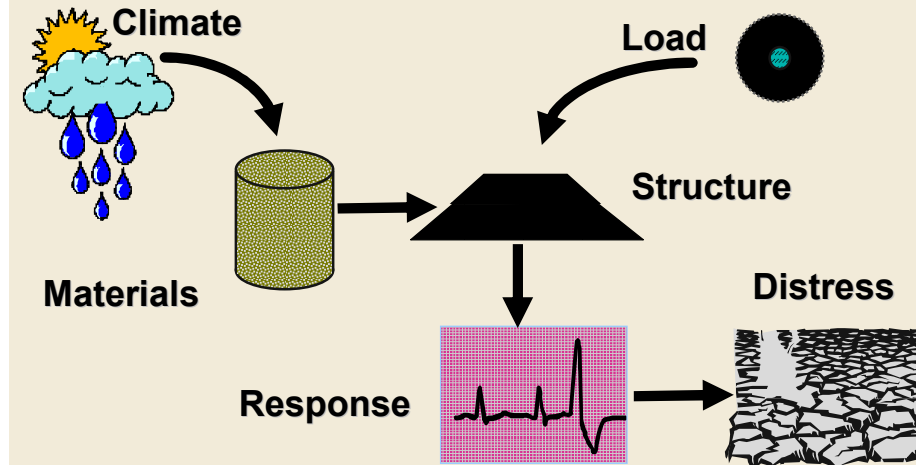 Climate
Load
Structure
Materials
Distress
Response